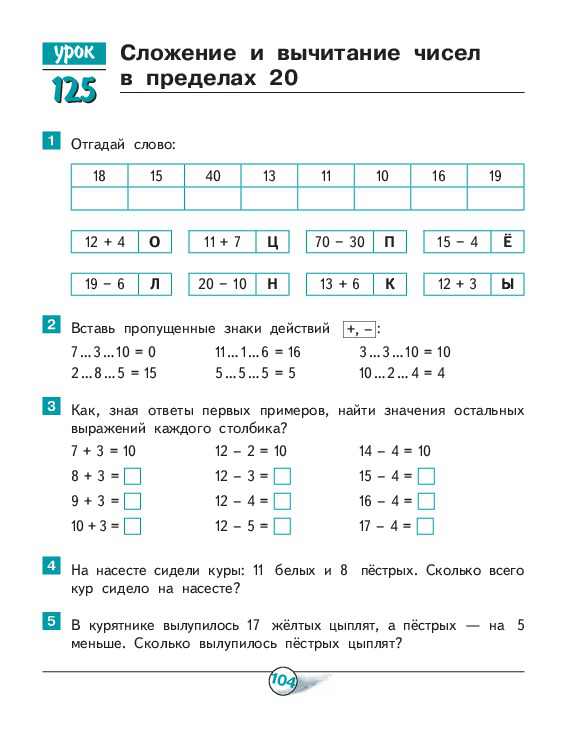 урок
125
Сложение и вычитание чисел
в пределах 20
1 Отгадай слово:
18 15 40 13 11 10 16 19
12 + 4 О 11 + 7 Ц 70 − 30 П 15 − 4 Ё
19 − 6 Л 20 − 10 Н 13 + 6 К 12 + 3 Ы
2 Вставь пропущенные знаки действий +, − :
7 ... 3 ... 10 = 0 11 ... 1 ... 6 = 16 3 ... 3 ... 10 = 10
2 ... 8 ... 5 = 15 5 ... 5 ... 5 = 5 10 ... 2 ... 4 = 4
3 Как, зная ответы первых примеров, найти значения остальных
выражений каждого столбика?
7 + 3 = 10 12 − 2 = 10 14 − 4 = 10
8 + 3 = 12 − 3 = 15 − 4 =
9 + 3 = 12 − 4 = 16 − 4 =
10 + 3 = 12 − 5 = 17 − 4 =
4 На насесте сидели куры: 11 белых и 8 пёстрых. Сколько всего
кур сидело на насесте?
5 В курятнике вылупилось 17 жёлтых цыплят, а пёстрых — на 5
меньше. Сколько вылупилось пёстрых цыплят?
104